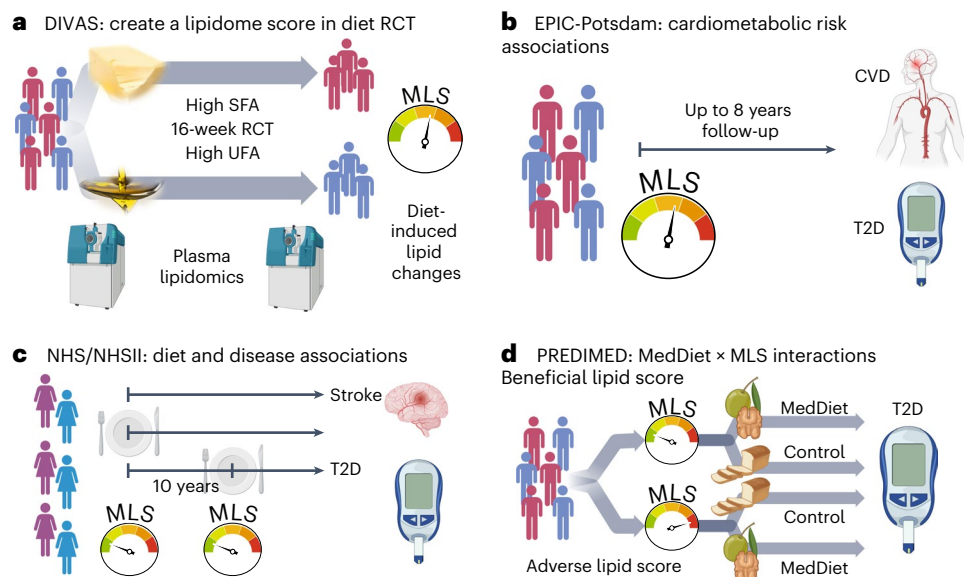 a DIVAS: create a lipidome score in diet RCT
High SFA
16-week RCT
High UFA
MLS
Plasma
lipidomics
Diet-
induced
lipid
changes
b EPIC-Potsdam: cardiometabolic risk
associations
Up to 8 years
follow-up
MLS
CVD
T2D
c NHS/NHSII: diet and disease associations
Stroke
T2D
10 years
MLS
MLS
d PREDIMED: MedDiet × MLS interactions
Beneficial lipid score
MLS
MedDiet
T2D
Control
MLS
Control
Adverse lipid score
MedDiet